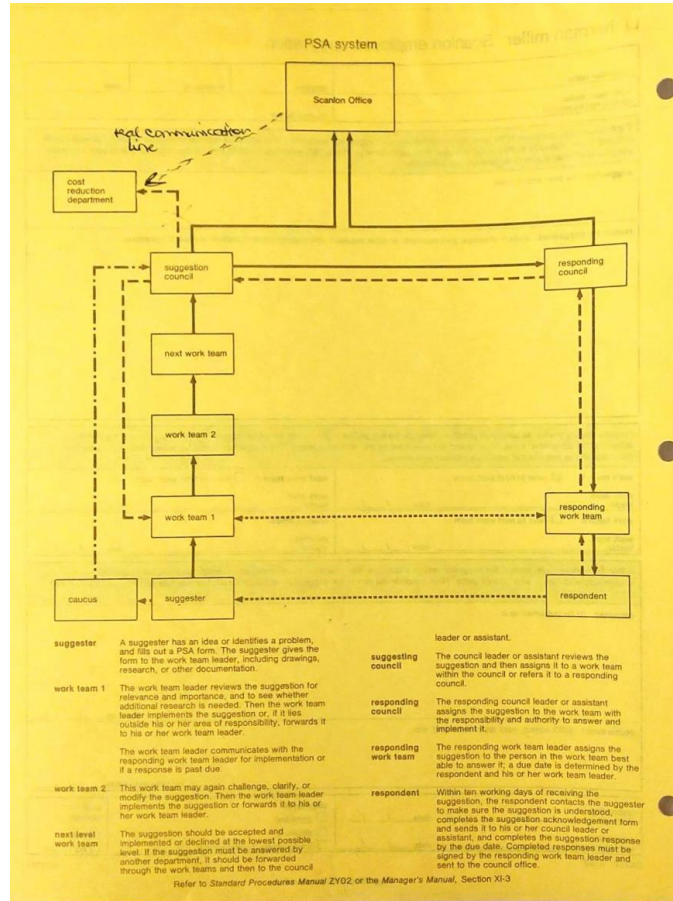 PSA system
Scanlon Office
real communication
line
cost
reduction
department
suggestion
council
responding
council
next work team
work team 2
work team 1
responding
work team
caucus
suggester
respondent
suggester
A suggester has an idea or identifies a problem,
and fills out a PSA form. The suggester gives the
form to the work team leader, including drawings,
research, or other documentation.
work team 1
The work team leader reviews the suggestion for
relevance and importance, and to see whether
additional research is needed. Then the work team
leader implements the suggestion or, if it lies
outside his or her area of responsibility, forwards it
to his or her work team leader.
The work team leader communicates with the
responding work team leader for implementation or
if a response is past due.
work team 2
This work team may again challenge, clarify, or
modify the suggestion. Then the work team leader
implements the suggestion or forwards it to his or
her work team leader.
next level
work team
The suggestion should be accepted and
implemented or declined at the lowest possible
level. If the suggestion must be answered by
another department, it should be forwarded
through the work teams and then to the council
leader or assistant.
suggesting
council
The council leader or assistant reviews the
suggestion and then assigns it to a work team
within the council or refers it to a responding
council.
responding
council
The responding council leader or assistant
assigns the suggestion to the work team with
the responsibility and authority to answer and
implement it.
responding
work team
The responding work team leader assigns the
suggestion to the person in the work team best
able to answer it; a due date is determined by the
respondent and his or her work team leader.
respondent
Within ten working days of receiving the
suggestion, the respondent contacts the suggester
to make sure the suggestion is understood,
completes the suggestion acknowledgement form
and sends it to his or her council leader or
assistant, and completes the suggestion response
by the due date. Completed responses must be
signed by the responding work team leader and
sent to the council office.
Refer to Standard Procedures Manual ZY02 or the Manager's Manual, Section XI-3